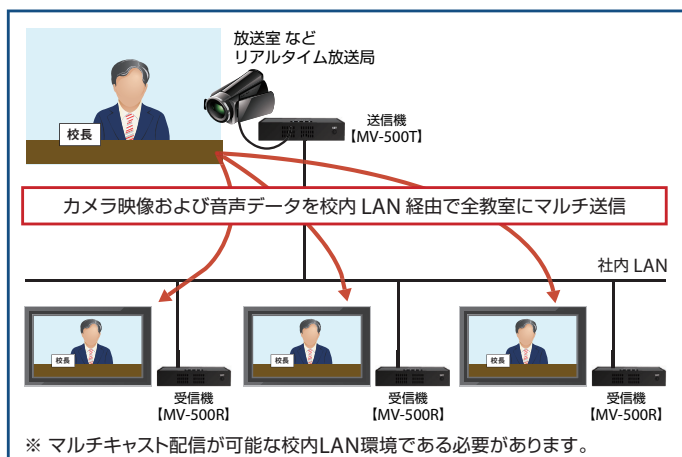 放送室 など
リアルタイム放送局
校長
送信機
【MV-500T】
カメラ映像および音声データを校内 LAN 経由で全教室にマルチ送信
社内 LAN
校長
校長
校長
受信機
【MV-500R】
受信機
【MV-500R】
受信機
【MV-500R】
※ マルチキャスト配信が可能な校内LAN環境である必要があります。